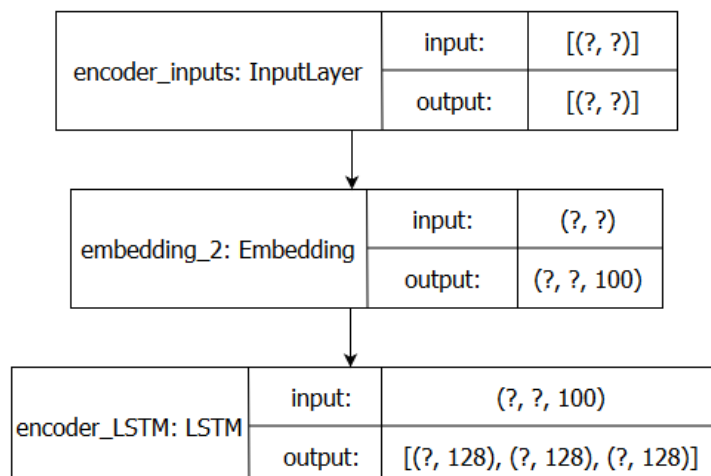 encoder_inputs: InputLayer
input:
[(?, ?)]
output:
[(?, ?)]
embedding_2: Embedding
input:
(?, ?)
output:
(?, ?, 100)
encoder_LSTM: LSTM
input:
(?, ?, 100)
output:
[(?, 128), (?, 128), (?, 128)]